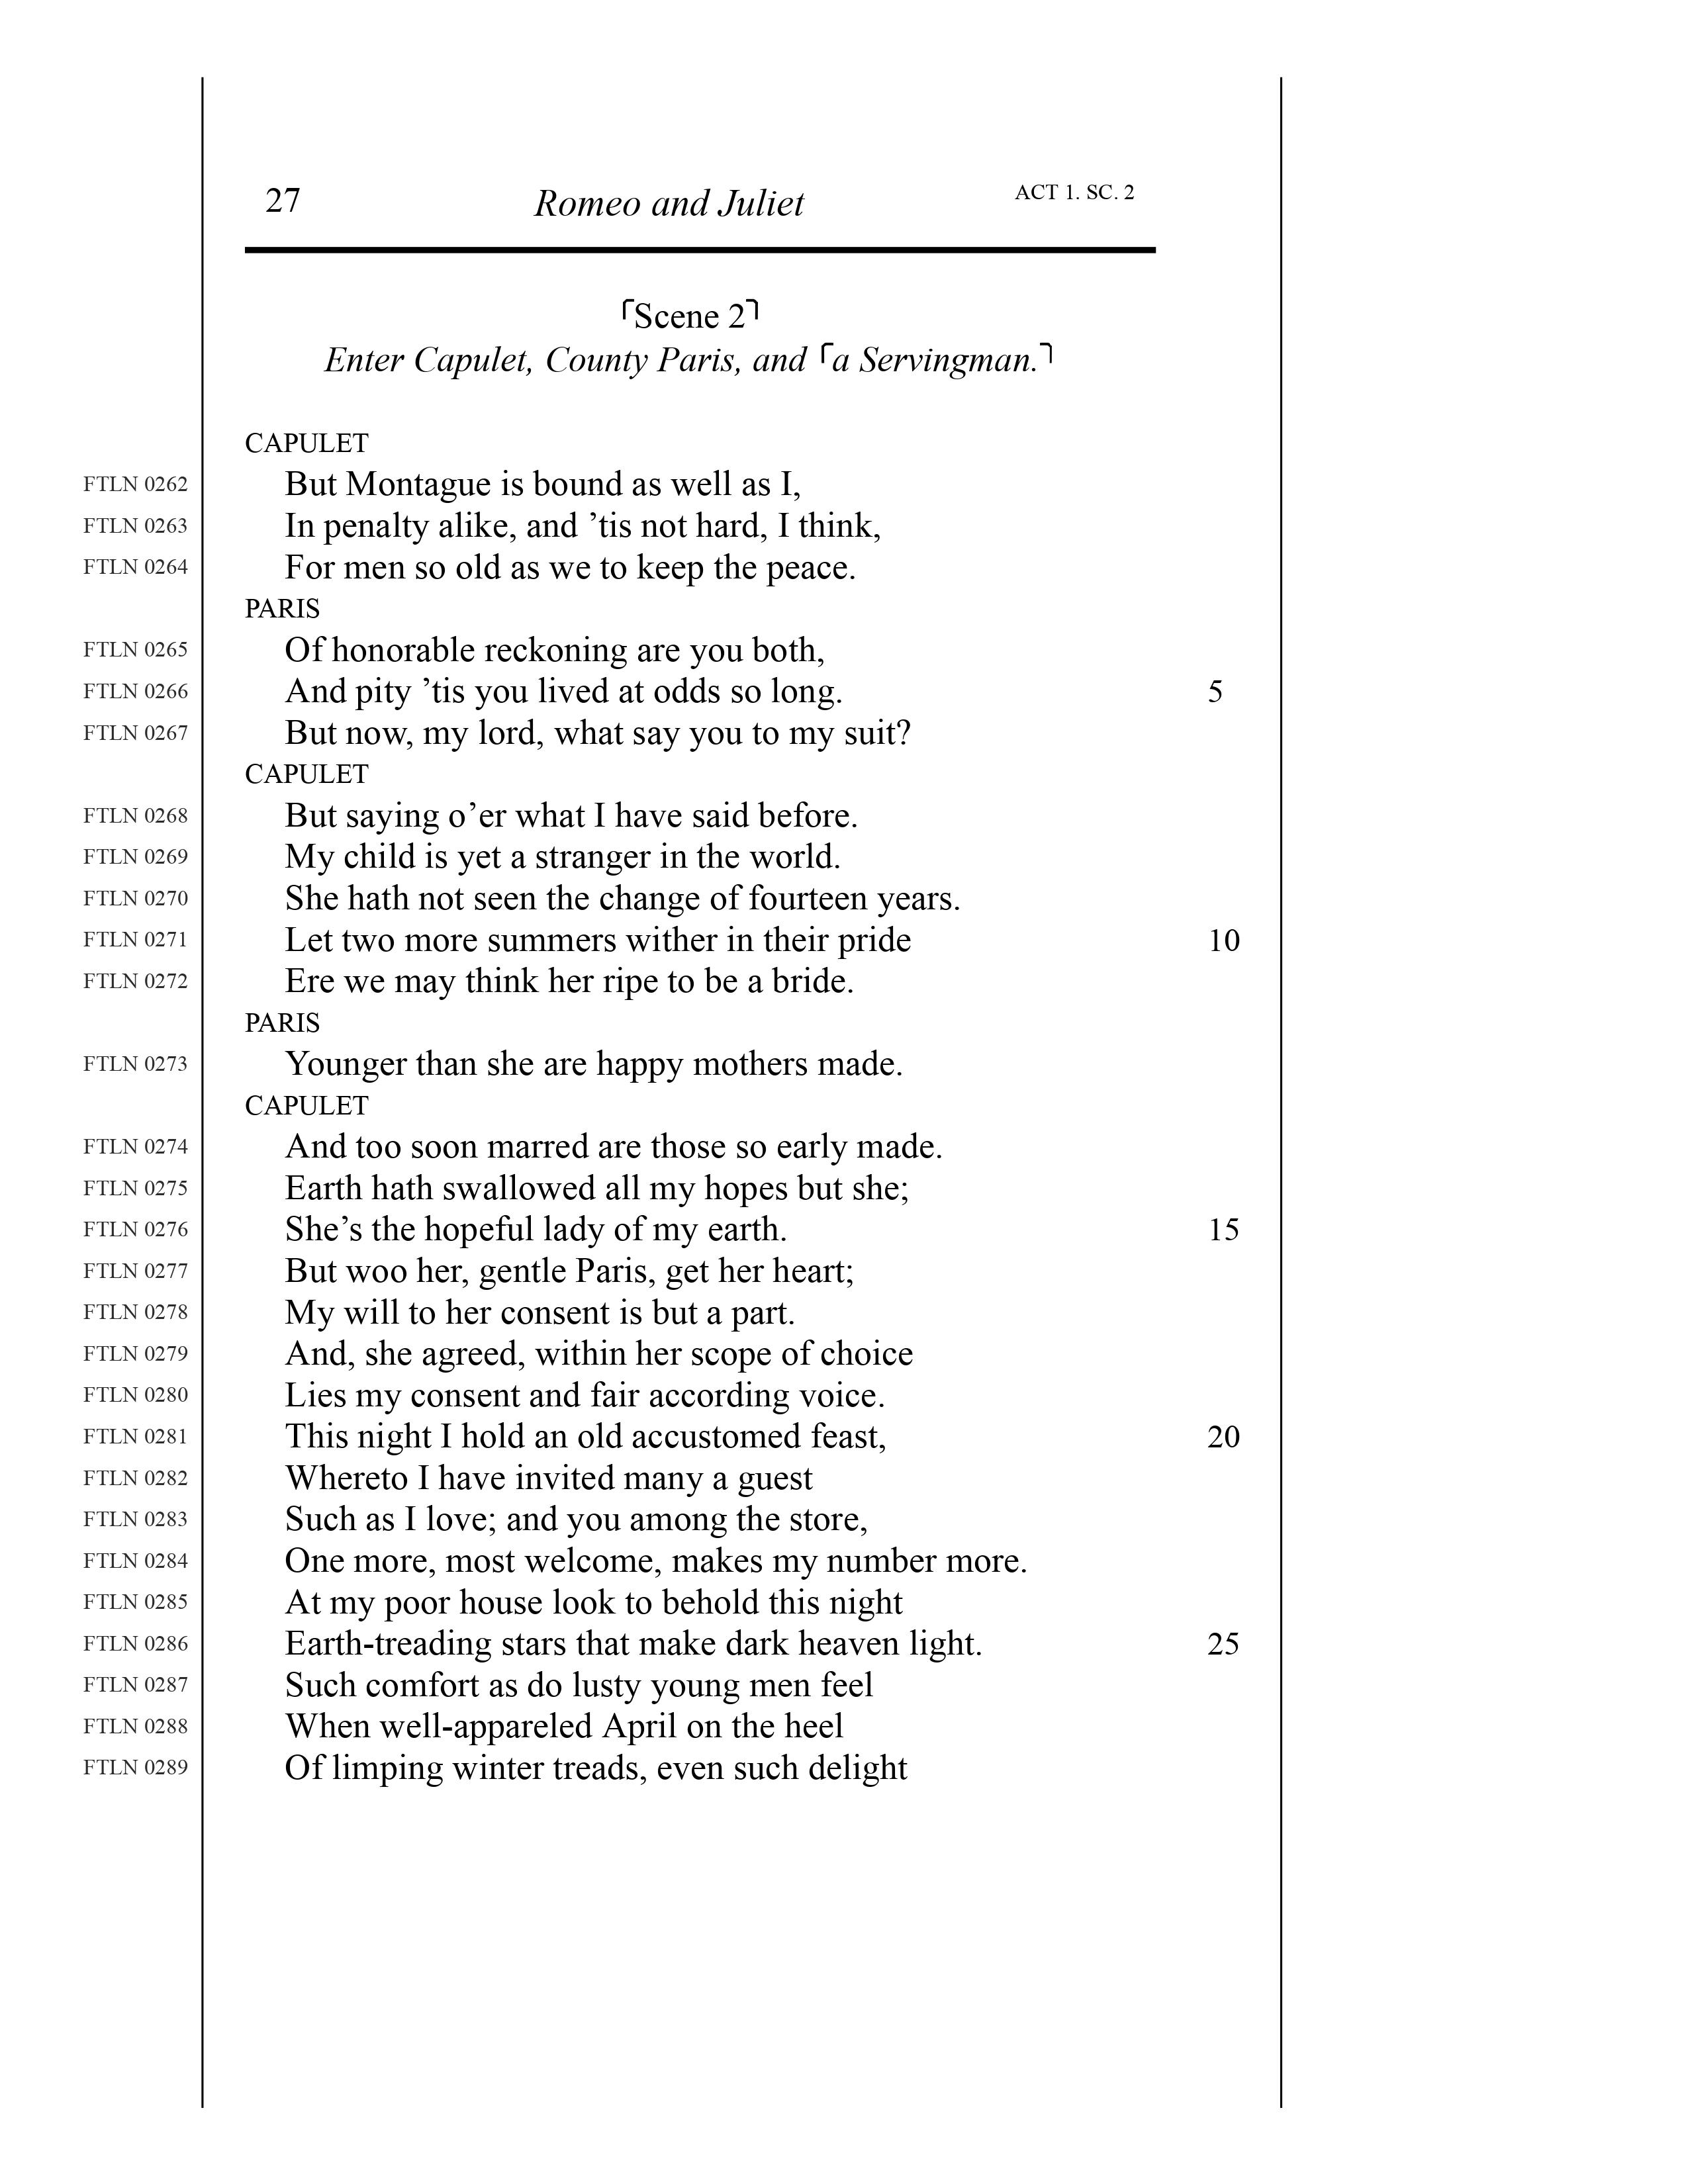 27 Romeo and Juliet ACT 1. SC. 2
⌜Scene 2⌝
Enter Capulet, County Paris, and ⌜a Servingman.⌝
CAPULET
FTLN 0262 But Montague is bound as well as I,
FTLN 0263 In penalty alike, and ’tis not hard, I think,
FTLN 0264 For men so old as we to keep the peace.
PARIS
FTLN 0265 Of honorable reckoning are you both,
FTLN 0266 And pity ’tis you lived at odds so long. 5
FTLN 0267 But now, my lord, what say you to my suit?
CAPULET
FTLN 0268 But saying o’er what I have said before.
FTLN 0269 My child is yet a stranger in the world.
FTLN 0270 She hath not seen the change of fourteen years.
FTLN 0271 Let two more summers wither in their pride 10
FTLN 0272 Ere we may think her ripe to be a bride.
PARIS
FTLN 0273 Younger than she are happy mothers made.
CAPULET
FTLN 0274 And too soon marred are those so early made.
FTLN 0275 Earth hath swallowed all my hopes but she;
FTLN 0276 She’s the hopeful lady of my earth. 15
FTLN 0277 But woo her, gentle Paris, get her heart;
FTLN 0278 My will to her consent is but a part.
FTLN 0279 And, she agreed, within her scope of choice
FTLN 0280 Lies my consent and fair according voice.
FTLN 0281 This night I hold an old accustomed feast, 20
FTLN 0282 Whereto I have invited many a guest
FTLN 0283 Such as I love; and you among the store,
FTLN 0284 One more, most welcome, makes my number more.
FTLN 0285 At my poor house look to behold this night
FTLN 0286 Earth-treading stars that make dark heaven light. 25
FTLN 0287 Such comfort as do lusty young men feel
FTLN 0288 When well-appareled April on the heel
FTLN 0289 Of limping winter treads, even such delight